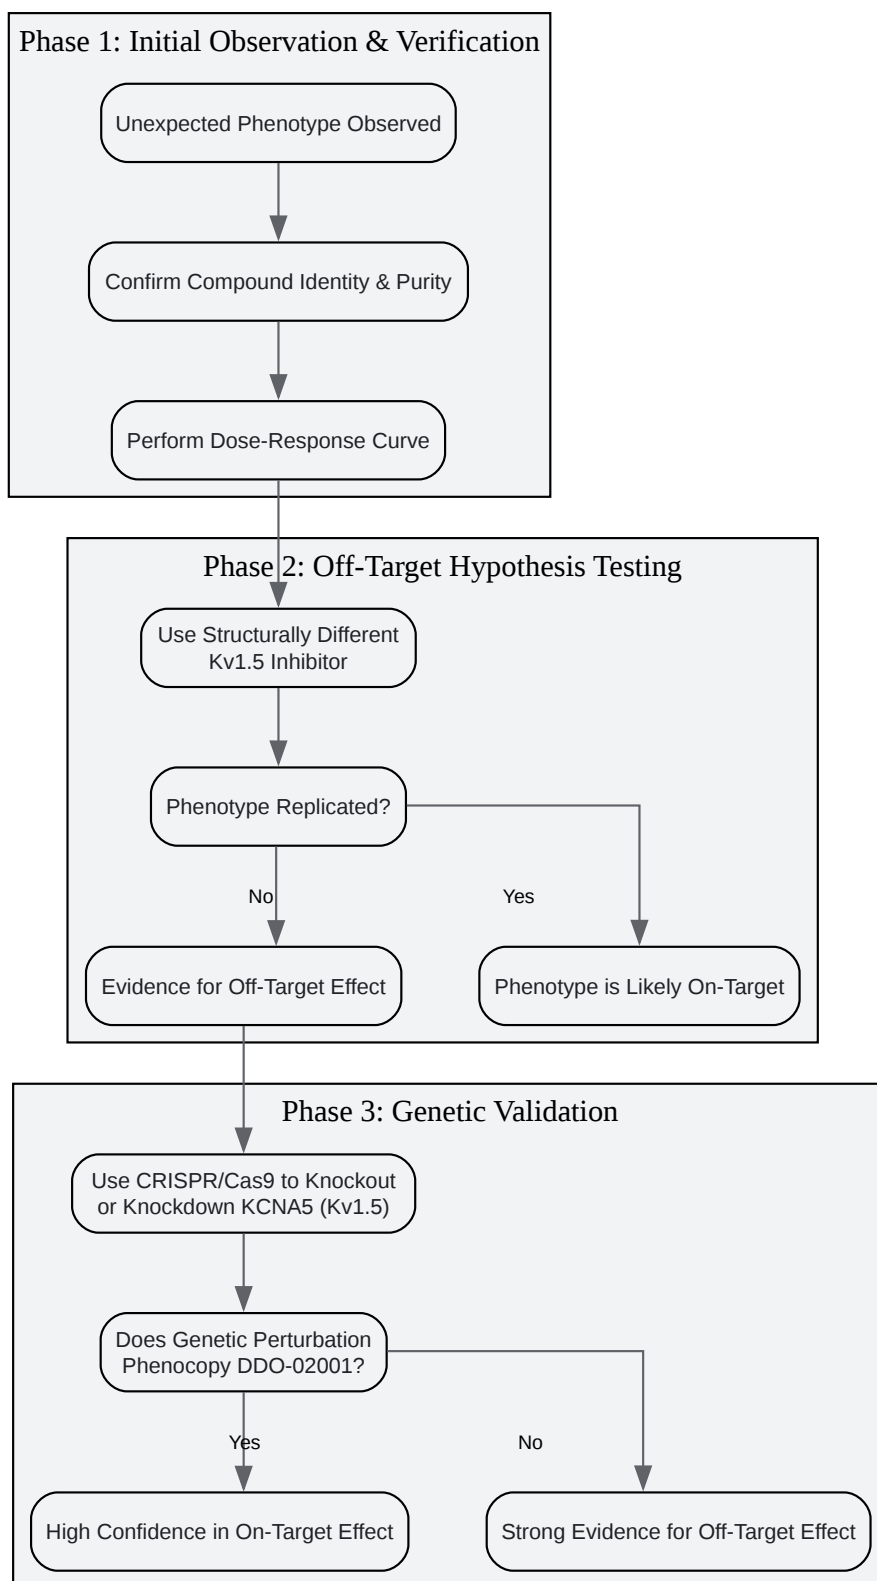 Phase 1: Initial Observation & Verification
Unexpected Phenotype Observed
Confirm Compound Identity & Purity
Perform Dose-Response Curve
Phase 2: Off-Target Hypothesis Testing
Use Structurally Different
Kv1.5 Inhibitor
Phenotype Replicated?
No
Yes
Evidence for Off-Target Effect
Phenotype is Likely On-Target
Phase 3: Genetic Validation
Use CRISPR/Cas9 to Knockout
or Knockdown KCNA5 (Kv1.5)
Does Genetic Perturbation
Phenocopy DDO-02001?
Yes
No
High Confidence in On-Target Effect
Strong Evidence for Off-Target Effect